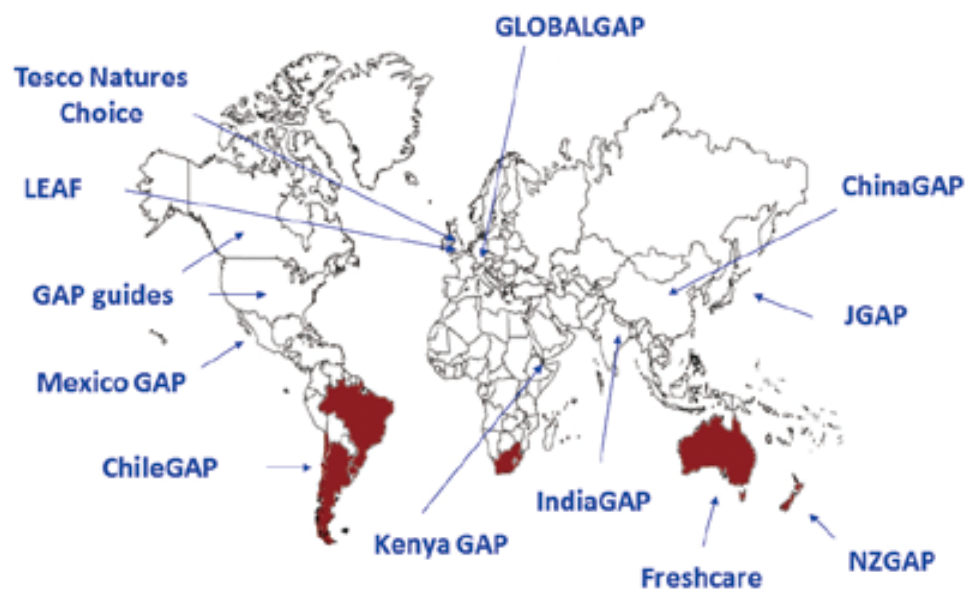 GLOBALGAP
Tesco Natures
Choice
LEAF
ChinaGAP
GAP guides
JGAP
Mexico GAP
ChileGAP
IndiaGAP
Kenya GAP
NZGAP
Freshcare